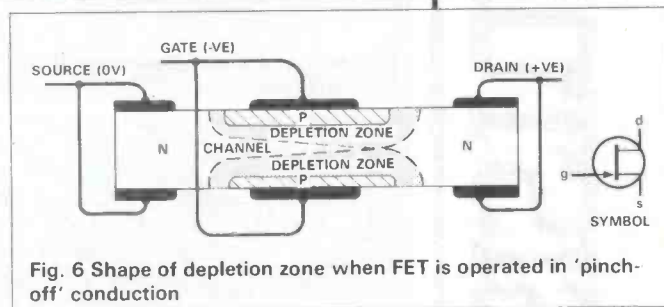 GATE (-VE)
SOURCE (0V)
DRAIN (+VE)
P
DEPLETION ZONE
N
CHANNEL
N
DEPLETION ZONE
P
d
g
s
SYMBOL
Fig. 6 Shape of depletion zone when FET is operated in 'pinch-
off' conduction